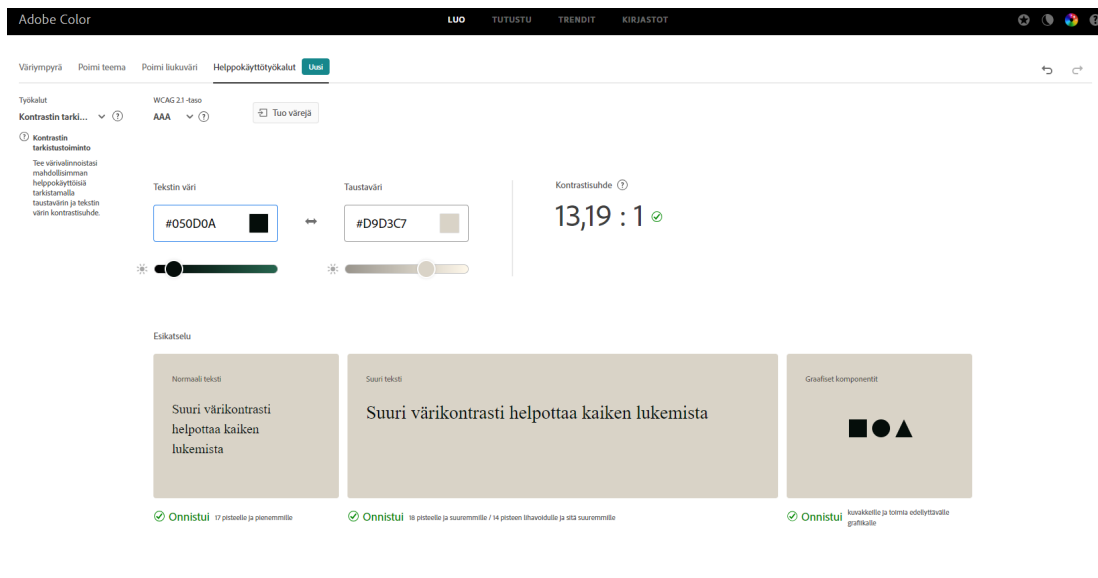 Adobe Color
LUO TUTUSTU TRENDIT KIRJASTOT
Väriympyrä Poimi teema Poimi liukuväri Helppokäyttötyökalut Uusi
Työkalut
Kontrastin tarki...
WCAG 2.1 -taso
AAA
Tuo värejä
Kontrastin
tarkistustoiminto
Tee värivalinnoistasi
mahdollisimman
helppokäyttöisiä
tarkistamalla
taustavärin ja tekstin
värin kontrastisuhde.
Tekstin väri
#050D0A
Taustaväri
#D9D3C7
Kontrastisuhde
13,19 : 1
Esikatselu
Normaali teksti
Suuri värikontrasti
helpottaa kaiken
lukemista
Suuri teksti
Suuri värikontrasti helpottaa kaiken lukemista
Graafiset komponentit
Onnistui 17 pisteelle ja pienemmille
Onnistui 18 pisteelle ja suuremmille / 14 pisteen lihavoidulle ja sitä suuremmille
Onnistui kuvakkeille ja toimia edellyttävälle
grafiikalle